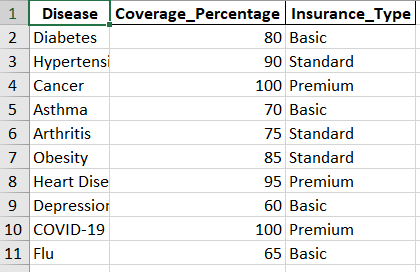 1 Disease Coverage_Percentage Insurance_Type
2 Diabetes 80 Basic
3 Hypertensi 90 Standard
4 Cancer 100 Premium
5 Asthma 70 Basic
6 Arthritis 75 Standard
7 Obesity 85 Standard
8 Heart Dise 95 Premium
9 Depression 60 Basic
10 COVID-19 100 Premium
11 Flu 65 Basic